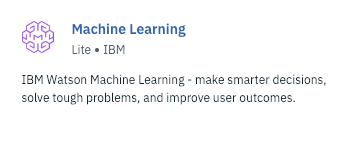 Machine Learning
Lite • IBM
IBM Watson Machine Learning - make smarter decisions,
solve tough problems, and improve user outcomes.